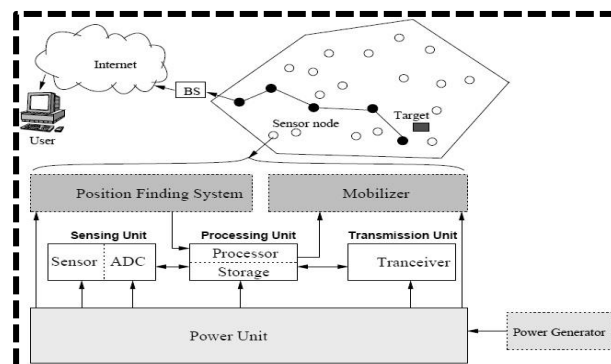 Internet
BS
User
Sensor node
Target
Position Finding System
Mobilizer
Sensing Unit
Processing Unit
Transmission Unit
Sensor
ADC
Processor
Storage
Tranceiver
Power Unit
Power Generator